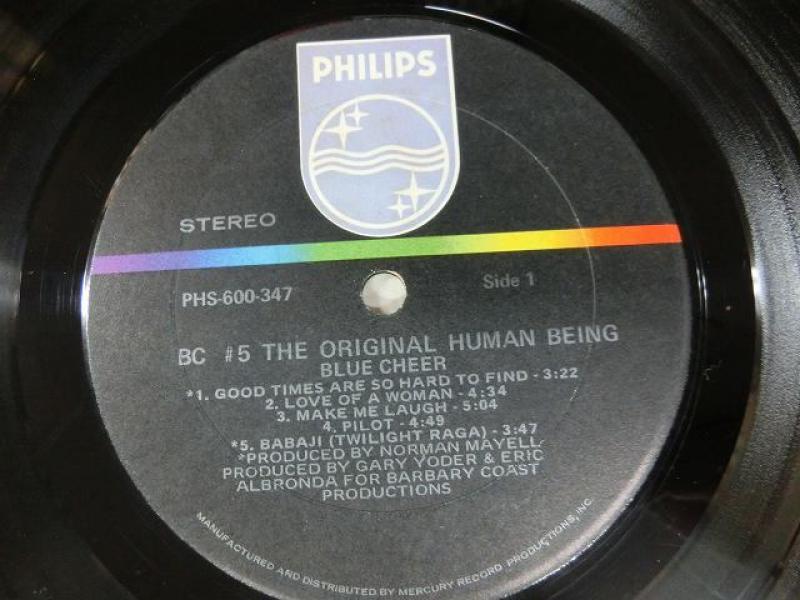 PHILIPS
STEREO
PHS-600-347
Side 1
BC #5 THE ORIGINAL HUMAN BEING
BLUE CHEER
*1. GOOD TIMES ARE SO HARD TO FIND - 3:22
2. LOVE OF A WOMAN - 4:34
3. MAKE ME LAUGH - 5:04
4. PILOT - 4:49
*5. BABAJI (TWILIGHT RAGA) - 3:47
*PRODUCED BY NORMAN MAYELL
PRODUCED BY GARY YODER & ERIC
ALBRONDA FOR BARBARY COAST
PRODUCTIONS
MANUFACTURED AND DISTRIBUTED BY MERCURY RECORD PRODUCTIONS, INC.